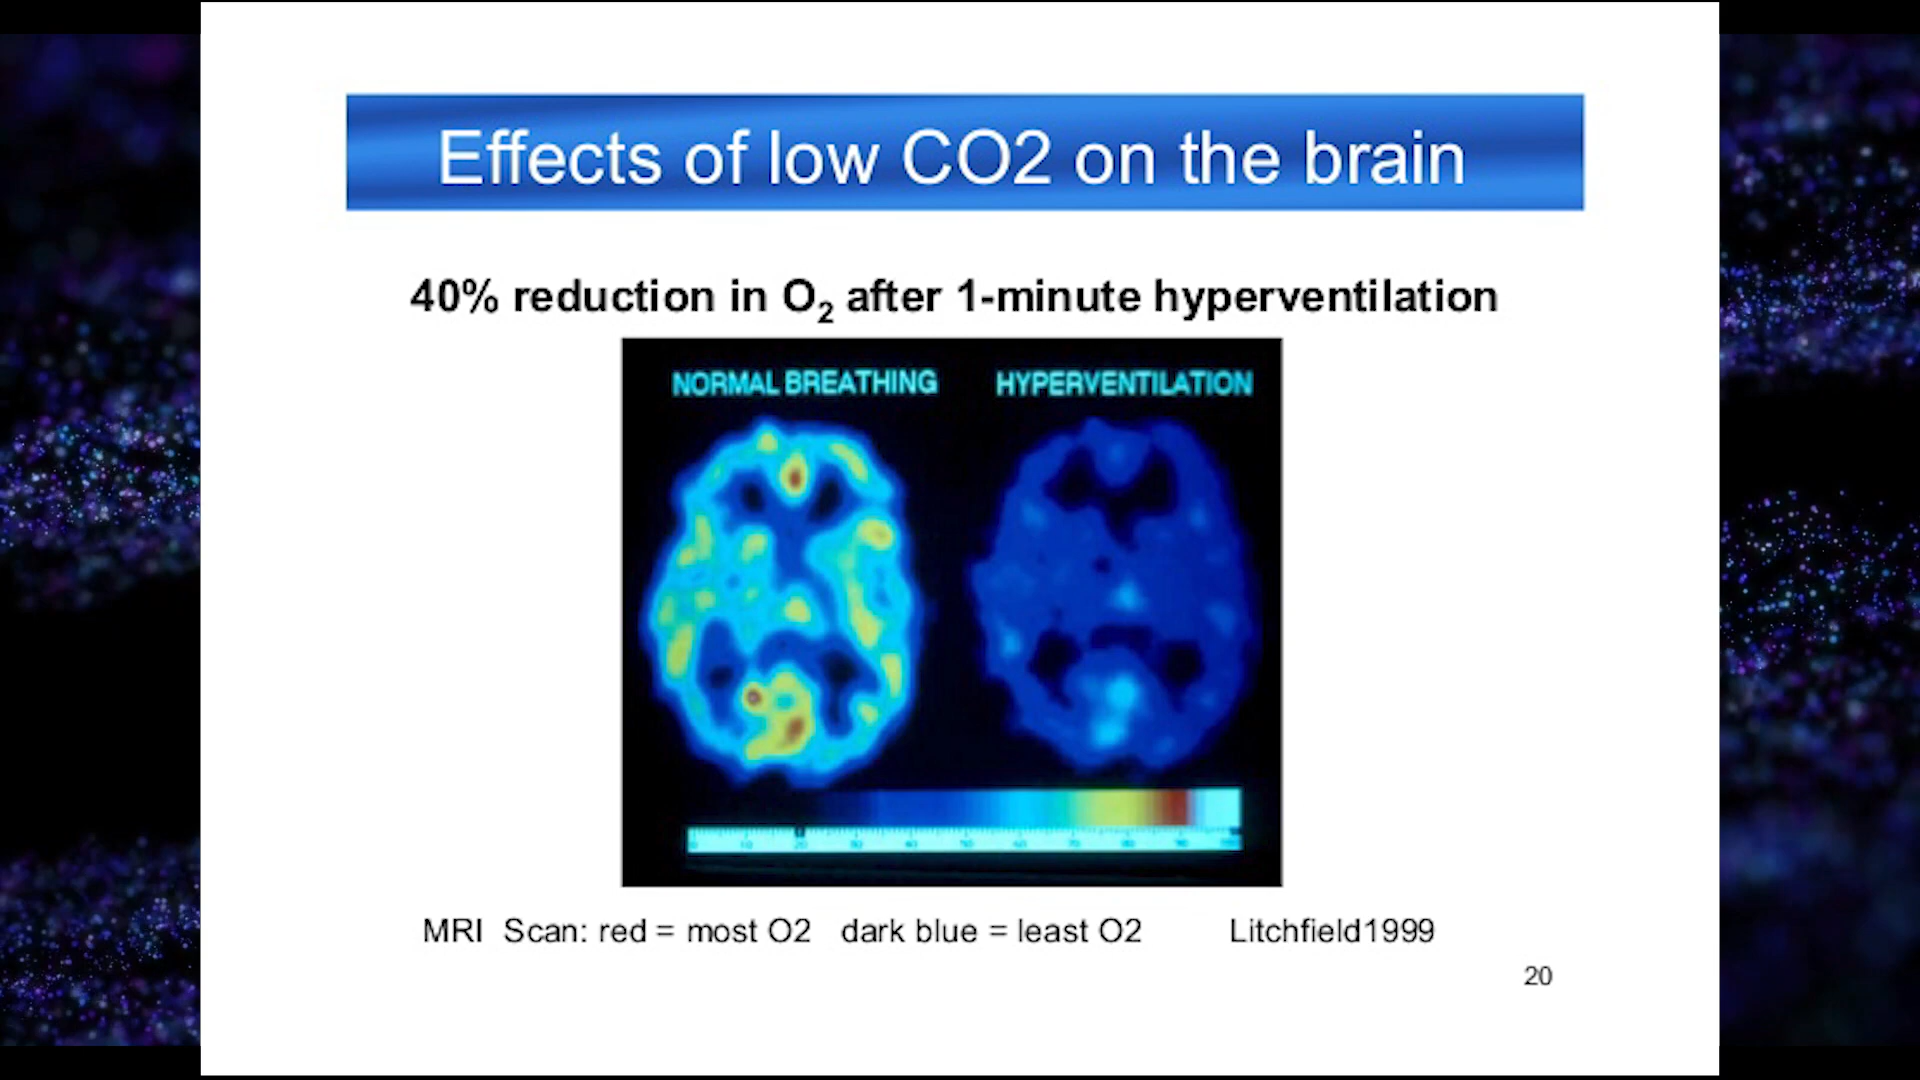 Effects of low CO2 on the brain
40% reduction in O2 after 1-minute hyperventilation
NORMAL BREATHING HYPERVENTILATION
MRI Scan: red = most O2 dark blue = least O2 Litchfield1999
20